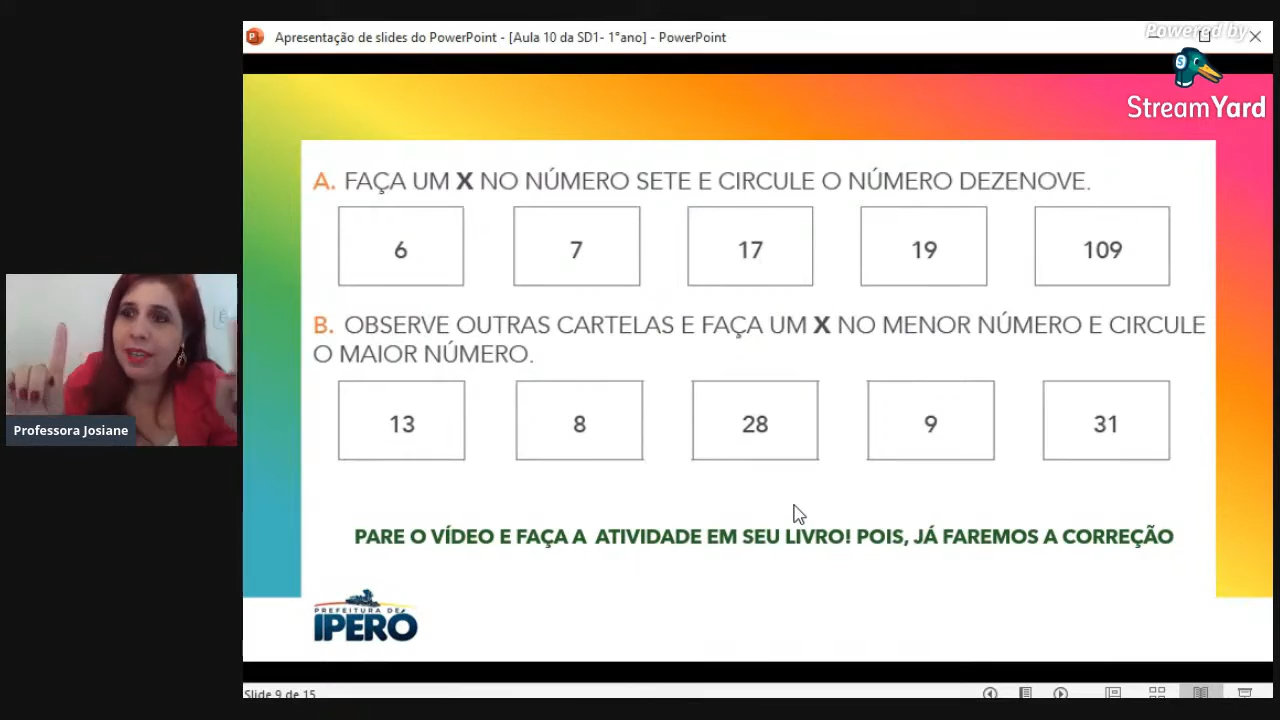 Apresentação de slides do PowerPoint - [Aula 10 da SD1- 1°ano] - PowerPoint
Powered by
StreamYard
A. FAÇA UM X NO NÚMERO SETE E CIRCULE O NÚMERO DEZENOVE.
6 7 17 19 109
B. OBSERVE OUTRAS CARTELAS E FAÇA UM X NO MENOR NÚMERO E CIRCULE
O MAIOR NÚMERO.
13 8 28 9 31
Professora Josiane
PARE O VÍDEO E FAÇA A ATIVIDADE EM SEU LIVRO! POIS, JÁ FAREMOS A CORREÇÃO
PREFEITURA DE
IPERÓ
Slide 9 de 15